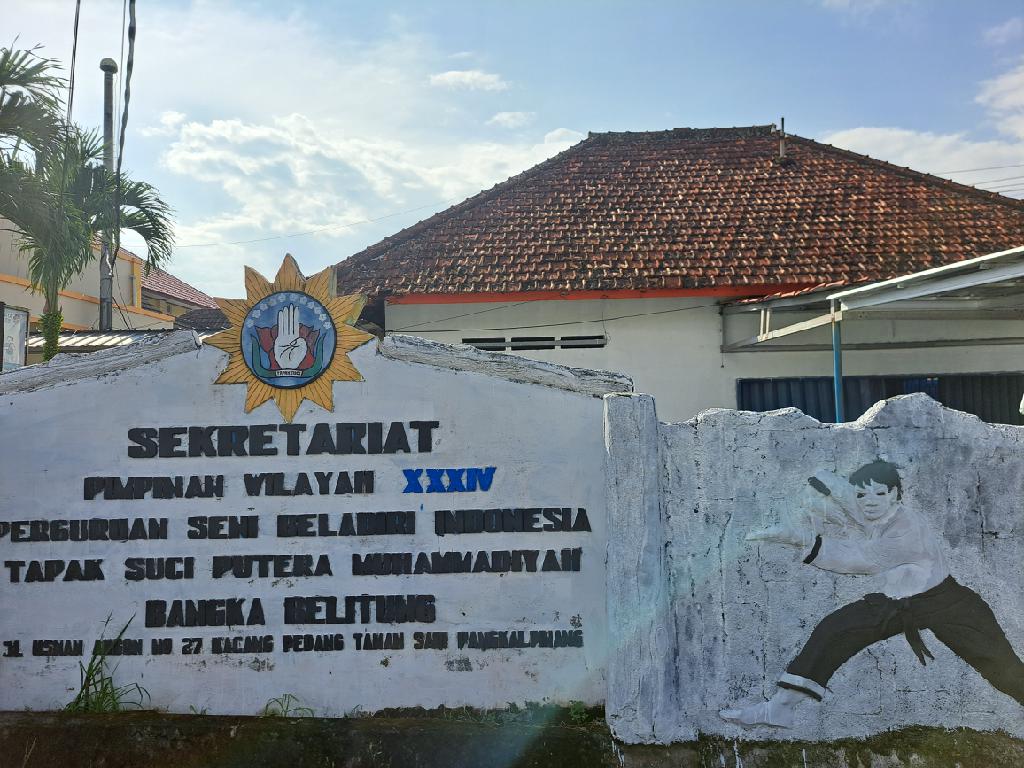 SEKRETARIAT
PIMPINAH WILAYAH XXXIV
PERGURUAN SENI BELADIRI INDONESIA
TAPAK SUCI PUTERA MUHAMMADIYAH
BANGKA BELITUNG
JL USMAN AMBON NO 27 KACANG PEDANG TAMAN SARI PANGKALPINANG